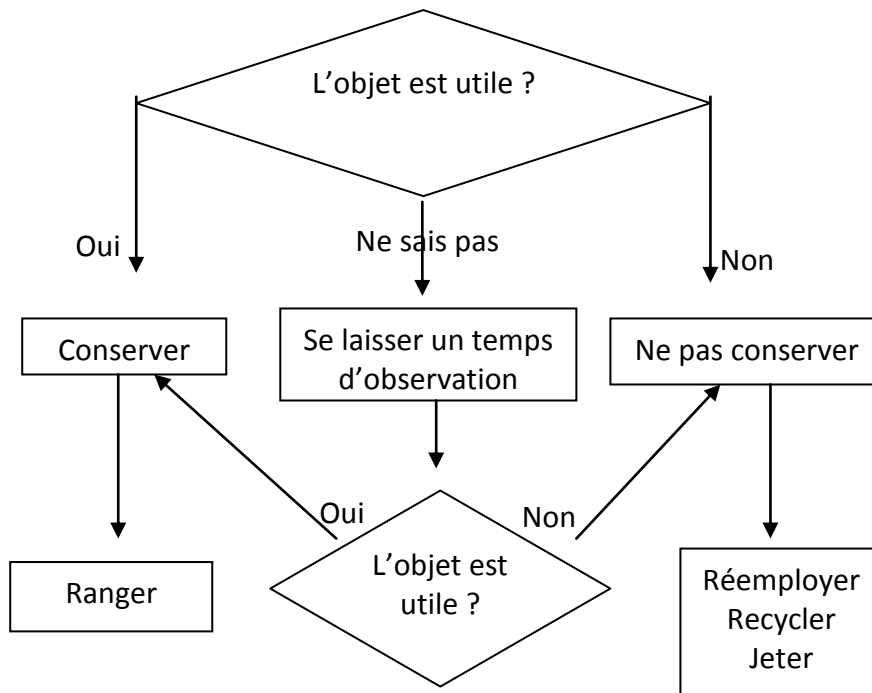 L’objet est utile ?
Oui
Ne sais pas
Non
Conserver
Se laisser un temps
d’observation
Ne pas conserver
Oui
Non
Ranger
L’objet est
utile ?
Réemployer
Recycler
Jeter